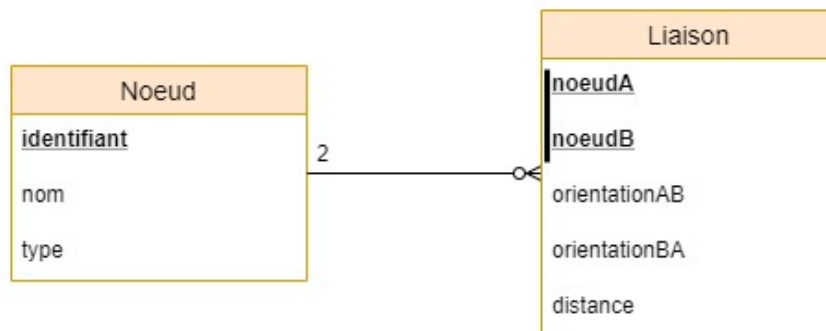 Noeud
identifiant
nom
type
2
Liaison
noeudA
noeudB
orientationAB
orientationBA
distance